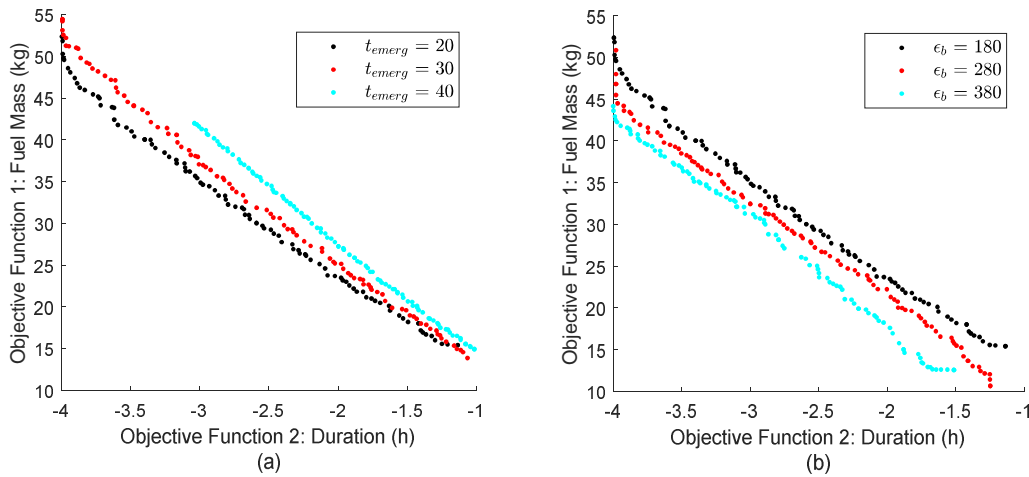 55
50
45
40
35
30
25
20
15
10
Objective Function 1: Fuel Mass (kg)
-4
-3.5
-3
-2.5
-2
-1.5
-1
Objective Function 2: Duration (h)
(a)
t_emerg = 20
t_emerg = 30
t_emerg = 40
55
50
45
40
35
30
25
20
15
10
Objective Function 1: Fuel Mass (kg)
-4
-3.5
-3
-2.5
-2
-1.5
-1
Objective Function 2: Duration (h)
(b)
ϵ_b = 180
ϵ_b = 280
ϵ_b = 380